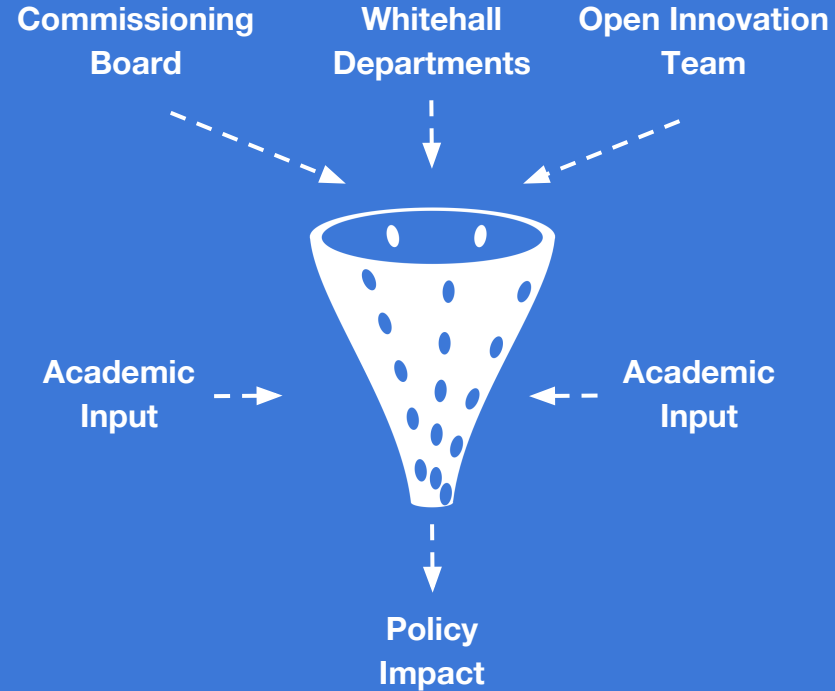 Commissioning
Board
Whitehall
Departments
Open Innovation
Team
Academic
Input
Academic
Input
Policy
Impact